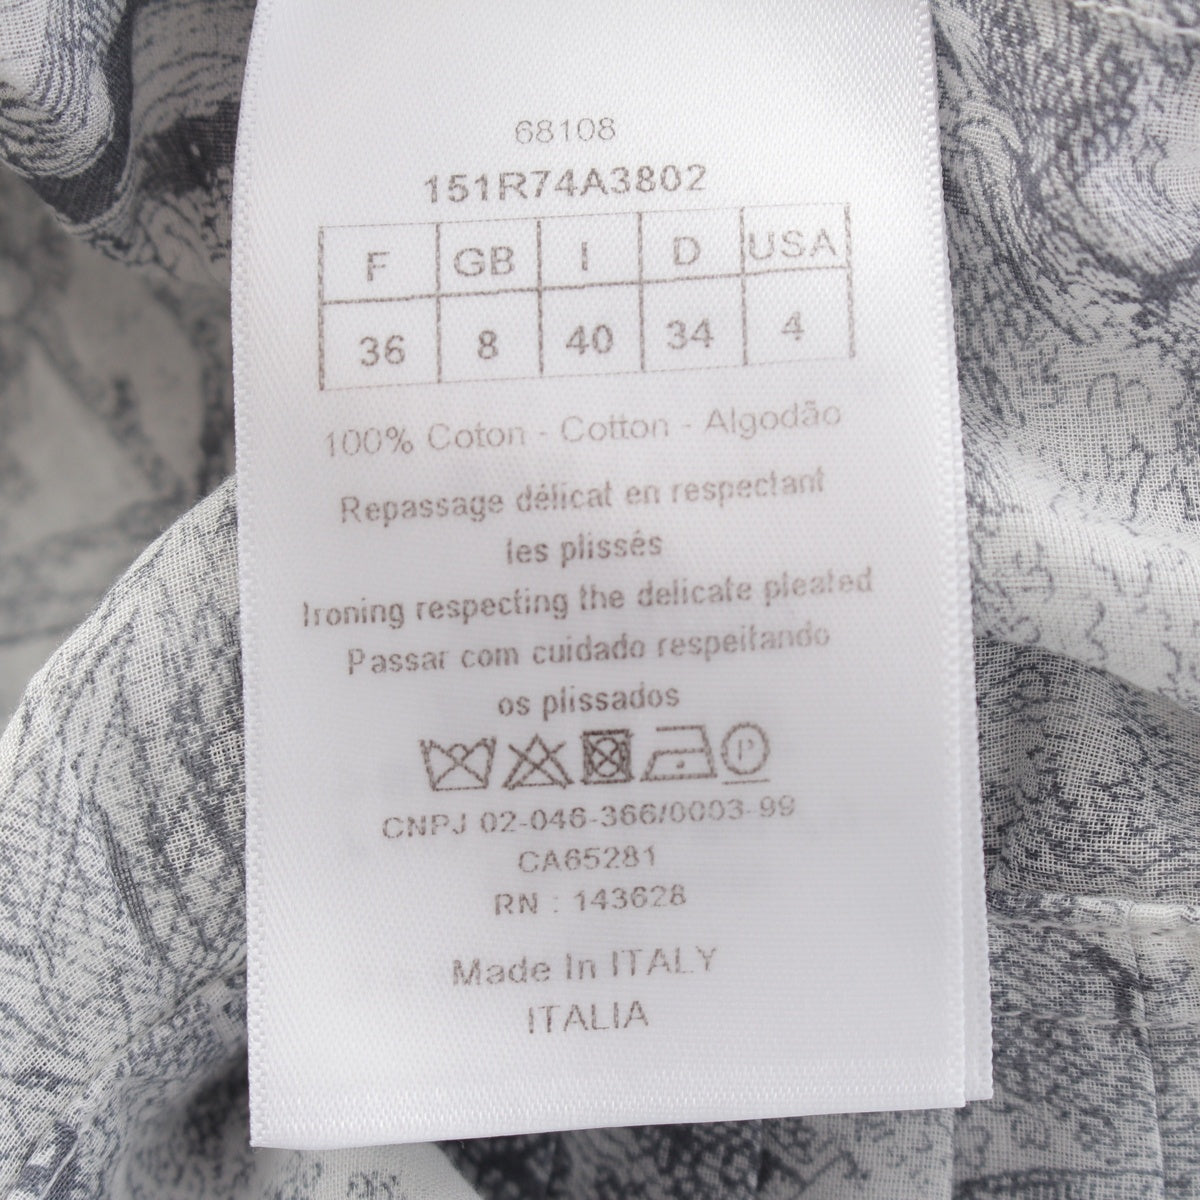 68108
151R74A3802
F GB I D USA
36 8 40 34 4
100% Coton - Cotton - Algodão
Repassage délicat en respectant
les plissés
Ironing respecting the delicate pleated
Passar com cuidado respeitando
os plissados
P
CNPJ 02-046-366/0003-99
CA65281
RN : 143628
Made In ITALY
ITALIA